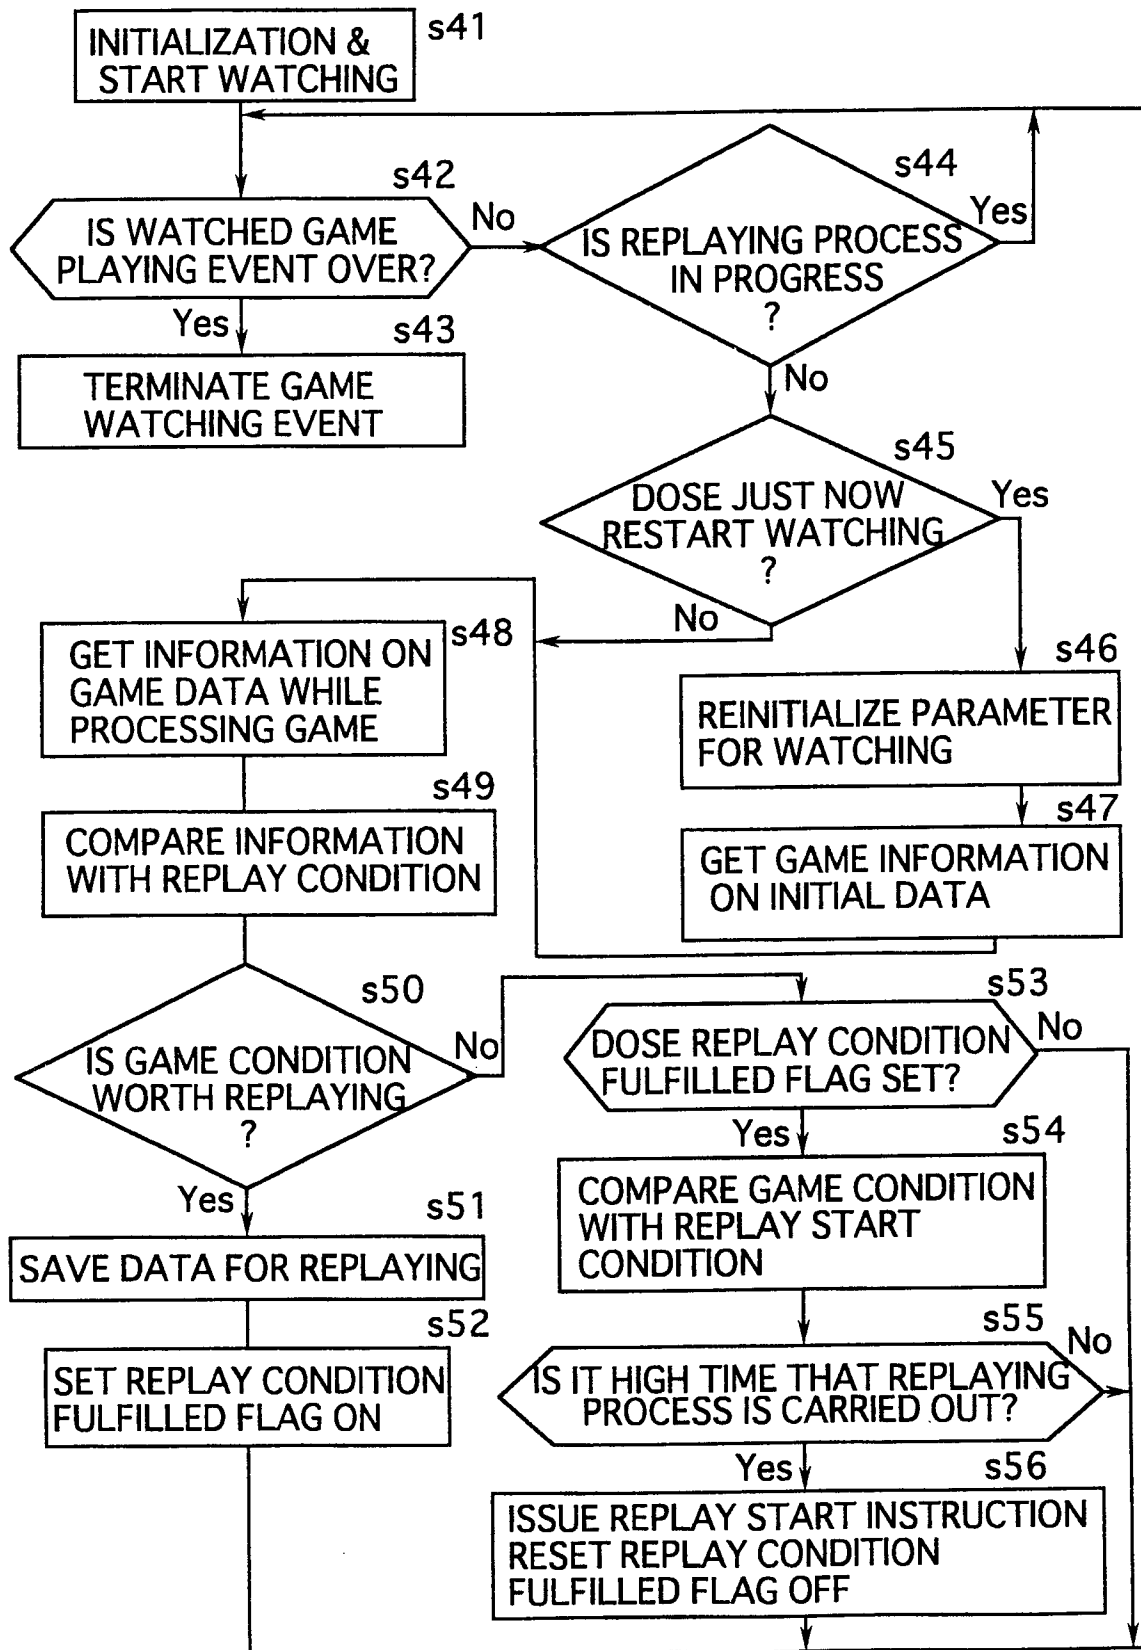 s41
INITIALIZATION &
START WATCHING
s42
IS WATCHED GAME
PLAYING EVENT OVER?
No
Yes
s43
TERMINATE GAME
WATCHING EVENT
s44
IS REPLAYING PROCESS
IN PROGRESS
?
Yes
No
s45
DOSE JUST NOW
RESTART WATCHING
?
Yes
No
s46
REINITIALIZE PARAMETER
FOR WATCHING
s47
GET GAME INFORMATION
ON INITIAL DATA
s48
GET INFORMATION ON
GAME DATA WHILE
PROCESSING GAME
s49
COMPARE INFORMATION
WITH REPLAY CONDITION
s50
IS GAME CONDITION
WORTH REPLAYING
?
No
Yes
s51
SAVE DATA FOR REPLAYING
s52
SET REPLAY CONDITION
FULFILLED FLAG ON
s53
DOSE REPLAY CONDITION
FULFILLED FLAG SET?
No
Yes
s54
COMPARE GAME CONDITION
WITH REPLAY START
CONDITION
s55
IS IT HIGH TIME THAT REPLAYING
PROCESS IS CARRIED OUT?
No
Yes
s56
ISSUE REPLAY START INSTRUCTION
RESET REPLAY CONDITION
FULFILLED FLAG OFF